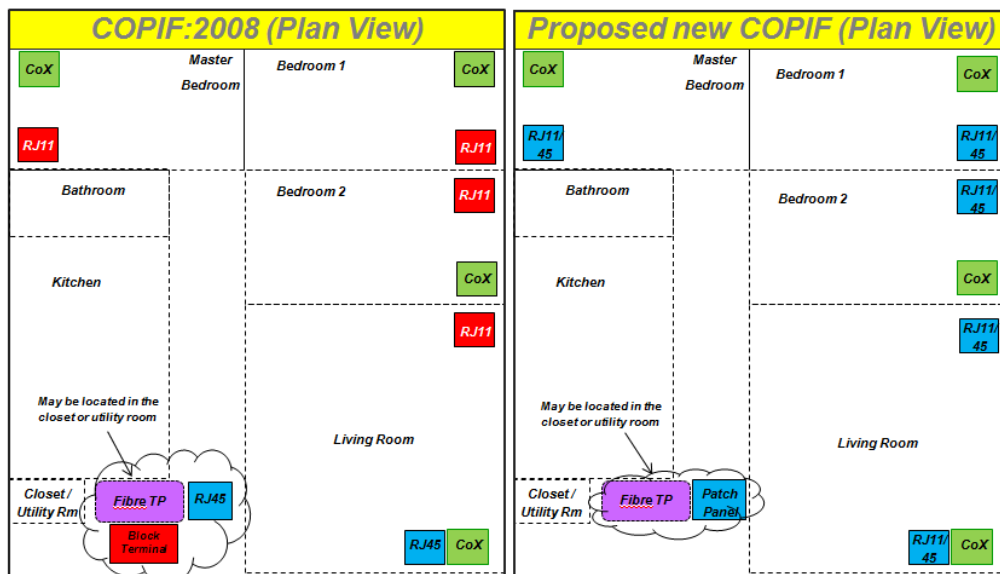 COPIF:2008 (Plan View)
CoX
Master
Bedroom
Bedroom 1
CoX
RJ11
RJ11
Bathroom
Bedroom 2
RJ11
Kitchen
CoX
RJ11
May be located in the
closet or utility room
Living Room
Closet /
Utility Rm
Fibre TP
RJ45
Block
Terminal
RJ45
CoX
Proposed new COPIF (Plan View)
CoX
Master
Bedroom
Bedroom 1
CoX
RJ11/
45
RJ11/
45
Bathroom
Bedroom 2
RJ11/
45
Kitchen
CoX
RJ11/
45
May be located in the
closet or utility room
Living Room
Closet /
Utility Rm
Fibre TP
Patch
Panel
RJ11/
45
CoX